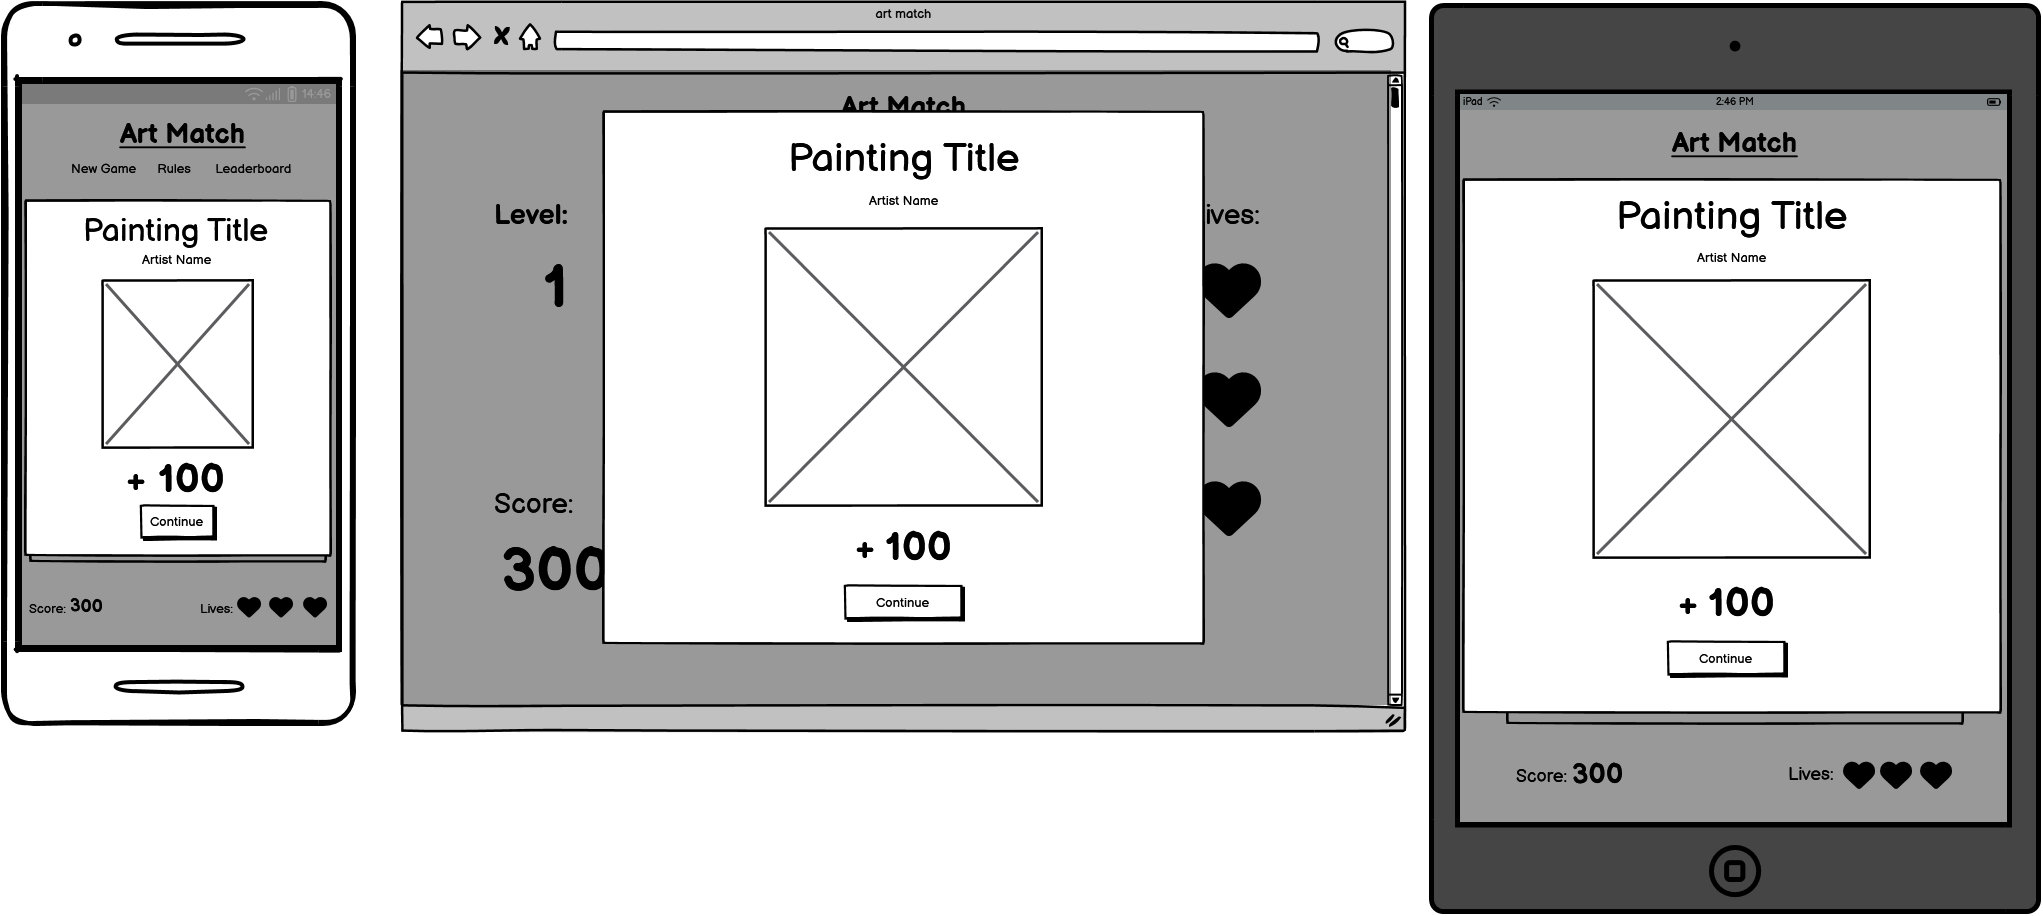 14:46
Art Match
New Game Rules Leaderboard
Painting Title
Artist Name
+ 100
Continue
Score: 300 Lives:
art match
Art Match
Painting Title
Artist Name
Level:
1
ives:
Score:
300
+ 100
Continue
iPad 2:46 PM
Art Match
Painting Title
Artist Name
+ 100
Continue
Score: 300 Lives: